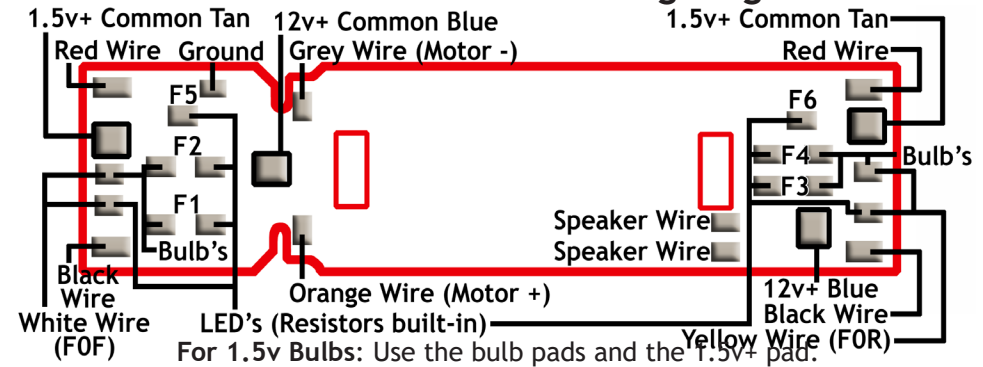 1.5v+ Common Tan
12v+ Common Blue
1.5v+ Common Tan
Red Wire
Ground
Grey Wire (Motor -)
Red Wire
F5
F6
F2
F4
Bulb's
F3
F1
Speaker Wire
Bulb's
Speaker Wire
Black
Wire
Orange Wire (Motor +)
12v+ Blue
White Wire
(F0F)
LED's (Resistors built-in)
Black Wire
Yellow Wire (F0R)
For 1.5v Bulbs: Use the bulb pads and the 1.5v+ pad.